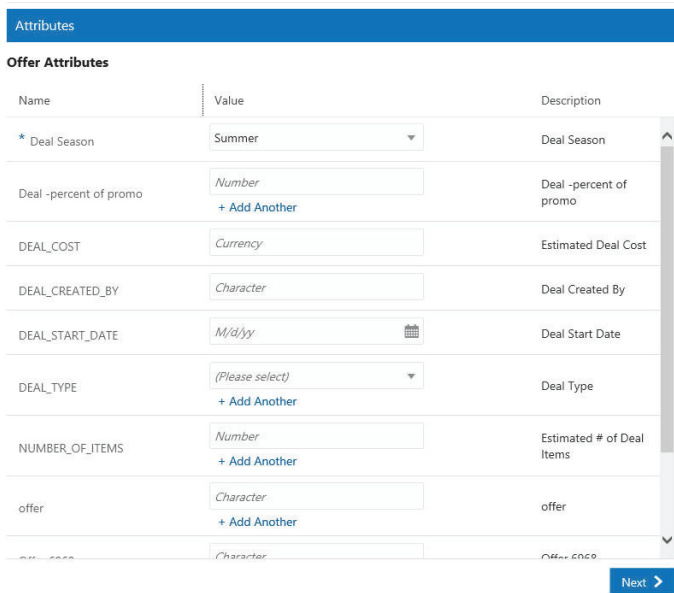 Attributes
Offer Attributes
Name Value Description
* Deal Season Summer Deal Season
Deal -percent of promo Number Deal -percent of
promo
+ Add Another
DEAL_COST Currency Estimated Deal Cost
DEAL_CREATED_BY Character Deal Created By
DEAL_START_DATE M/d/yy Deal Start Date
DEAL_TYPE (Please select) Deal Type
+ Add Another
NUMBER_OF_ITEMS Number Estimated # of Deal
Items
+ Add Another
offer Character offer
+ Add Another
Character Offer 6968
Next